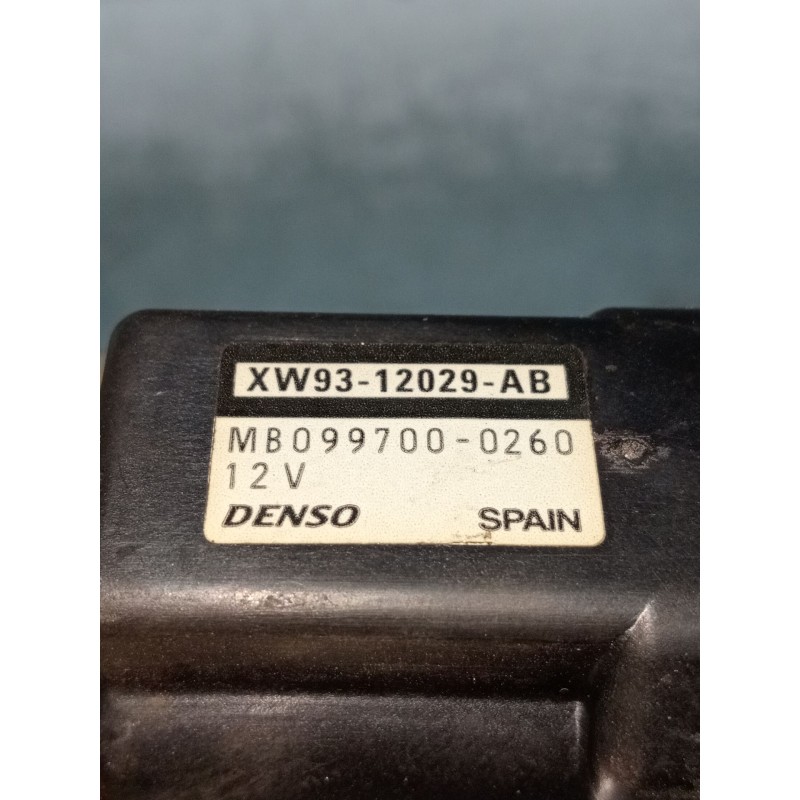 XW93-12029-AB
MB099700-0260
12V
DENSO SPAIN